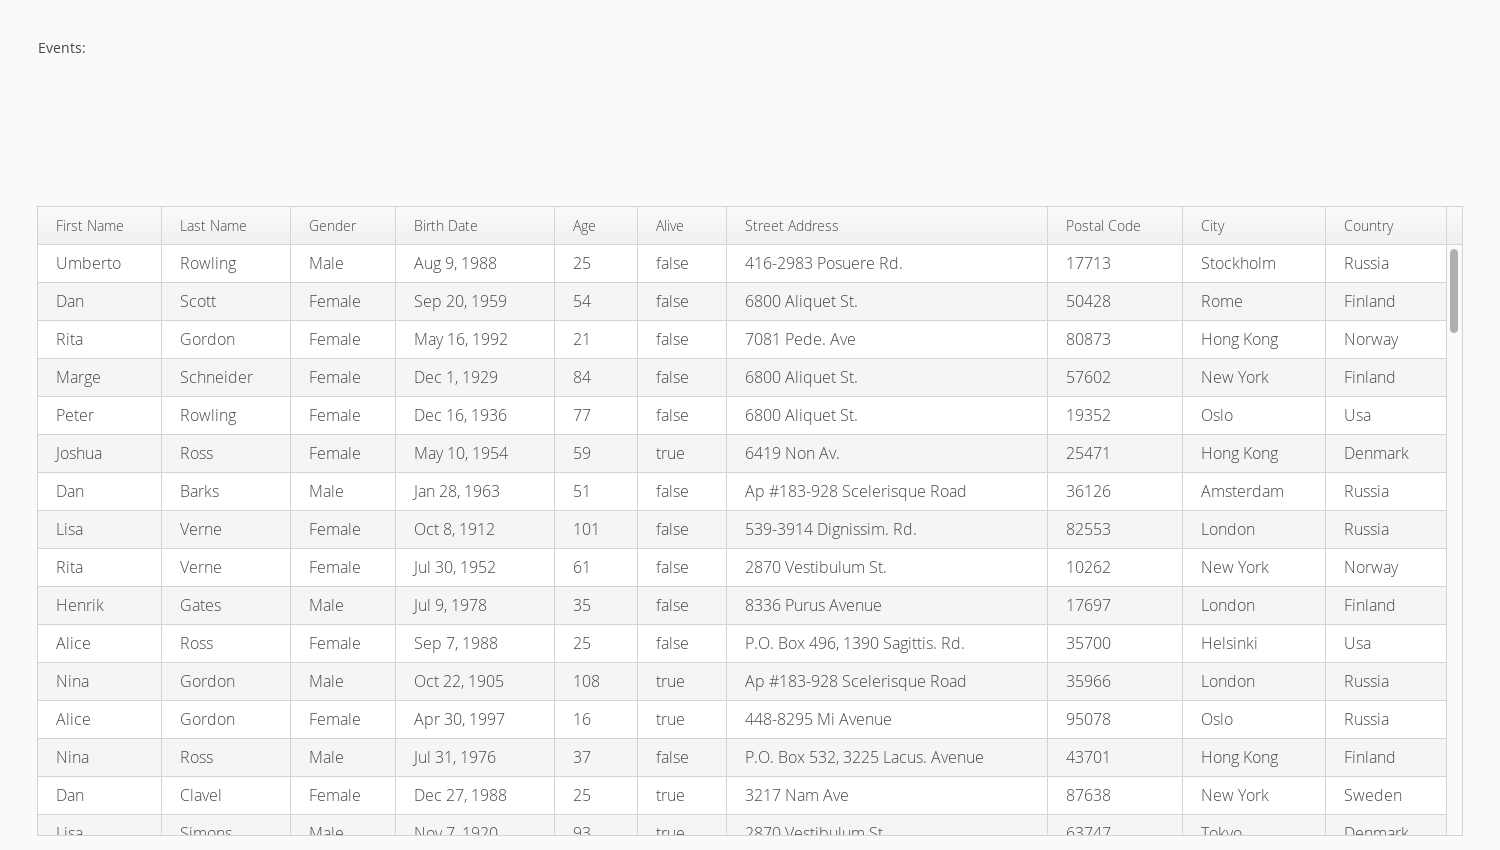 Events:
First Name Last Name Gender Birth Date Age Alive Street Address Postal Code City Country
Umberto Rowling Male Aug 9, 1988 25 false 416-2983 Posuere Rd. 17713 Stockholm Russia
Dan Scott Female Sep 20, 1959 54 false 6800 Aliquet St. 50428 Rome Finland
Rita Gordon Female May 16, 1992 21 false 7081 Pede. Ave 80873 Hong Kong Norway
Marge Schneider Female Dec 1, 1929 84 false 6800 Aliquet St. 57602 New York Finland
Peter Rowling Female Dec 16, 1936 77 false 6800 Aliquet St. 19352 Oslo Usa
Joshua Ross Female May 10, 1954 59 true 6419 Non Av. 25471 Hong Kong Denmark
Dan Barks Male Jan 28, 1963 51 false Ap #183-928 Scelerisque Road 36126 Amsterdam Russia
Lisa Verne Female Oct 8, 1912 101 false 539-3914 Dignissim. Rd. 82553 London Russia
Rita Verne Female Jul 30, 1952 61 false 2870 Vestibulum St. 10262 New York Norway
Henrik Gates Male Jul 9, 1978 35 false 8336 Purus Avenue 17697 London Finland
Alice Ross Female Sep 7, 1988 25 false P.O. Box 496, 1390 Sagittis. Rd. 35700 Helsinki Usa
Nina Gordon Male Oct 22, 1905 108 true Ap #183-928 Scelerisque Road 35966 London Russia
Alice Gordon Female Apr 30, 1997 16 true 448-8295 Mi Avenue 95078 Oslo Russia
Nina Ross Male Jul 31, 1976 37 false P.O. Box 532, 3225 Lacus. Avenue 43701 Hong Kong Finland
Dan Clavel Female Dec 27, 1988 25 true 3217 Nam Ave 87638 New York Sweden
Lisa Simons Male Nov 7, 1920 93 true 2870 Vestibulum St. 63747 Tokyo Denmark